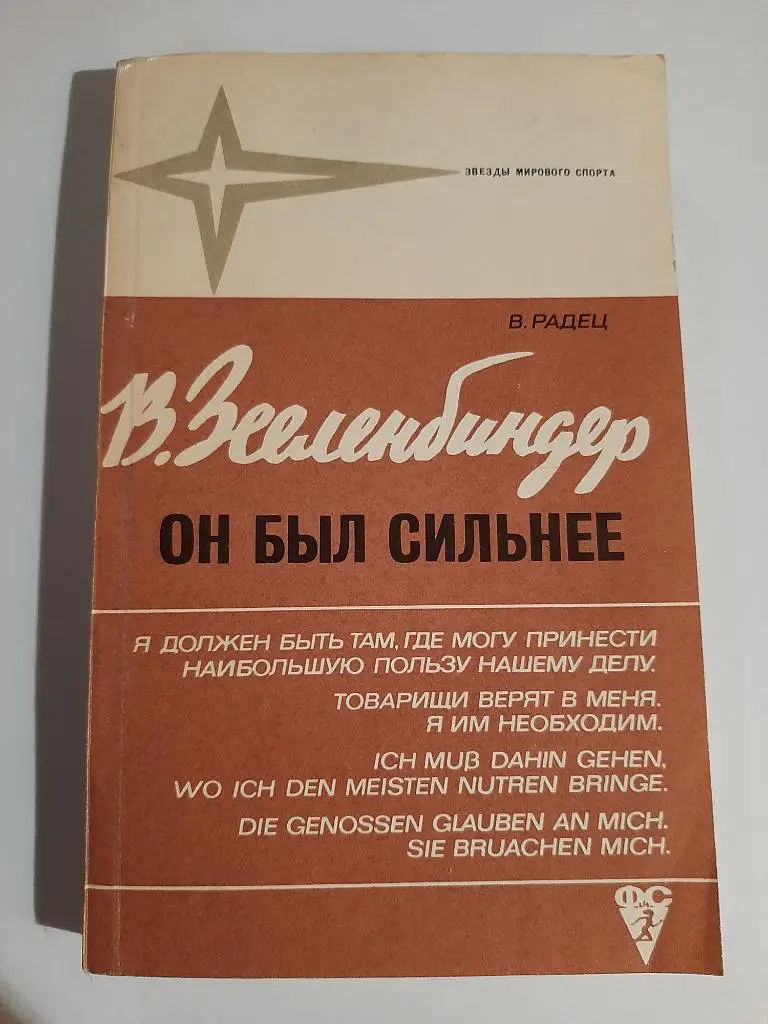 ЗВЕЗДЫ МИРОВОГО СПОРТА
В. РАДЕЦ
В. Зееленбиндер
ОН БЫЛ СИЛЬНЕЕ
Я ДОЛЖЕН БЫТЬ ТАМ, ГДЕ МОГУ ПРИНЕСТИ
НАИБОЛЬШУЮ ПОЛЬЗУ НАШЕМУ ДЕЛУ.
ТОВАРИЩИ ВЕРЯТ В МЕНЯ.
Я ИМ НЕОБХОДИМ.
ICH MUß DAHIN GEHEN,
WO ICH DEN MEISTEN NUTREN BRINGE.
DIE GENOSSEN GLAUBEN AN MICH.
SIE BRUACHEN MICH.
ФиС